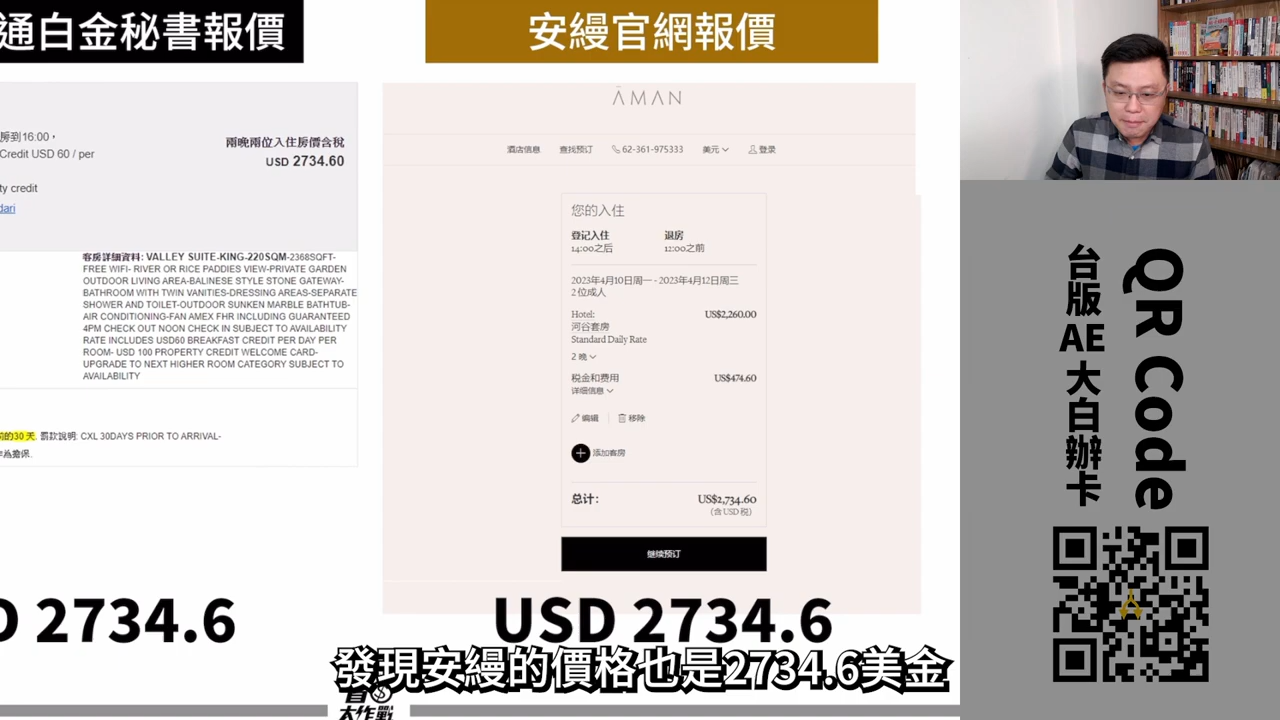 通白金秘書報價
安縵官網報價
房到16:00，
Credit USD 60 / per
ty credit
dari
兩晚兩位入住房價含稅
USD 2734.60
客房詳細資料: VALLEY SUITE-KING-220SQM-2368SQFT-
FREE WIFI- RIVER OR RICE PADDIES VIEW-PRIVATE GARDEN
OUTDOOR LIVING AREA-BALINESE STYLE STONE GATEWAY-
BATHROOM WITH TWIN VANITIES-DRESSING AREAS-SEPARATE
SHOWER AND TOILET-OUTDOOR SUNKEN MARBLE BATHTUB-
AIR CONDITIONING-FAN AMEX FHR INCLUDING GUARANTEED
4PM CHECK OUT NOON CHECK IN SUBJECT TO AVAILABILITY
RATE INCLUDES USD60 BREAKFAST CREDIT PER DAY PER
ROOM- USD 100 PROPERTY CREDIT WELCOME CARD-
UPGRADE TO NEXT HIGHER ROOM CATEGORY SUBJECT TO
AVAILABILITY
的30 天. 罰款說明: CXL 30DAYS PRIOR TO ARRIVAL-
為擔保.
D 2734.6
AMAN
酒店信息 查找预订 62-361-975333 美元 登录
您的入住
登记入住 退房
14:00之后 12:00之前
2023年4月10日周一 - 2023年4月12日周三
2 位成人
Hotel: US$2,260.00
河谷套房
Standard Daily Rate
2 晚
税金和费用 US$474.60
详细信息
编辑 移除
添加客房
总计: US$2,734.60
(含 USD 税)
继续预订
USD 2734.6
發現安縵的價格也是2734.6美金
大作戰
台版AE大白辦卡
QR Code